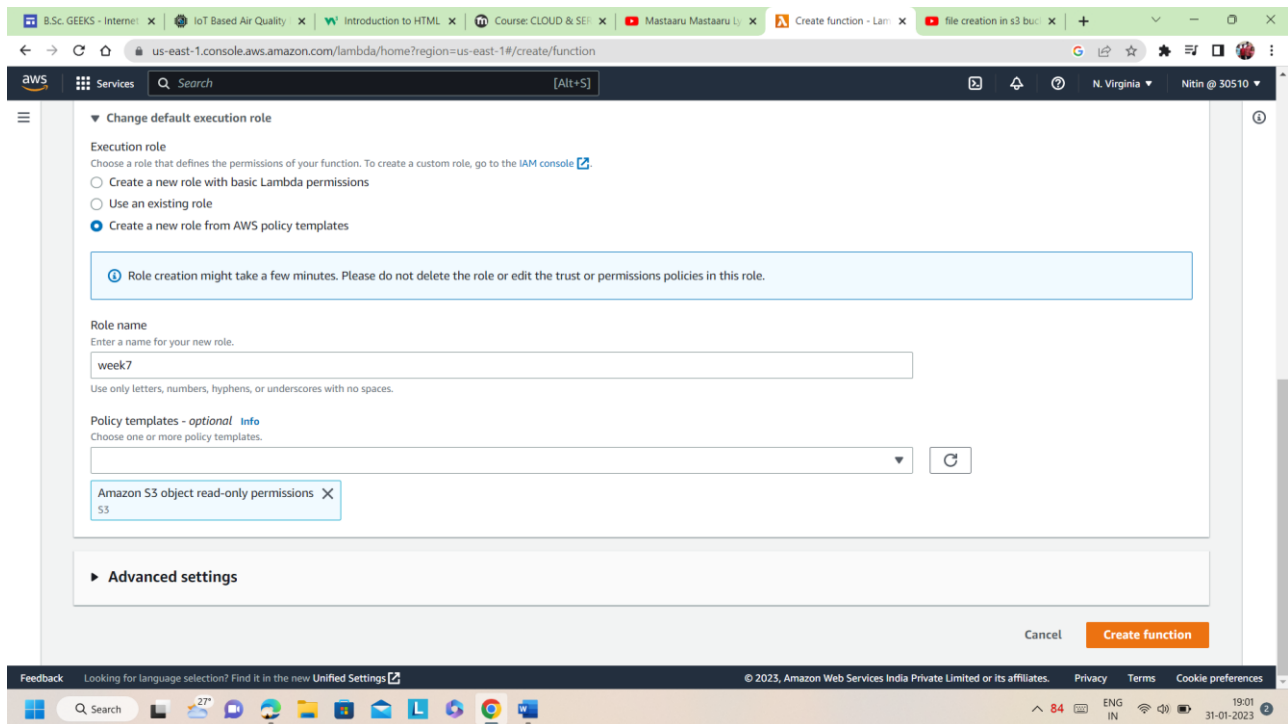 B.Sc. GEEKS - Internet
IoT Based Air Quality
Introduction to HTML
Course: CLOUD & SER
Mastaaru Mastaaru Ly
Create function - Lam
file creation in s3 buc
us-east-1.console.aws.amazon.com/lambda/home?region=us-east-1#/create/function
aws
Services
Search
[Alt+S]
N. Virginia
Nitin @ 30510
Change default execution role
Execution role
Choose a role that defines the permissions of your function. To create a custom role, go to the IAM console.
Create a new role with basic Lambda permissions
Use an existing role
Create a new role from AWS policy templates
Role creation might take a few minutes. Please do not delete the role or edit the trust or permissions policies in this role.
Role name
Enter a name for your new role.
week7
Use only letters, numbers, hyphens, or underscores with no spaces.
Policy templates - optional Info
Choose one or more policy templates.
Amazon S3 object read-only permissions
S3
Advanced settings
Cancel
Create function
Feedback
Looking for language selection? Find it in the new Unified Settings
© 2023, Amazon Web Services India Private Limited or its affiliates.
Privacy
Terms
Cookie preferences
Search
27°
84
ENG
IN
19:01
31-01-2023
2